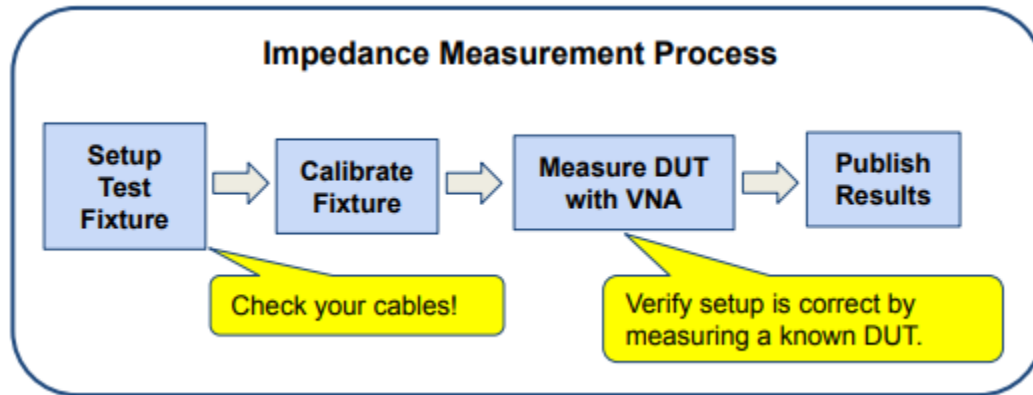 Impedance Measurement Process
Setup
Test
Fixture
Calibrate
Fixture
Measure DUT
with VNA
Publish
Results
Check your cables!
Verify setup is correct by
measuring a known DUT.